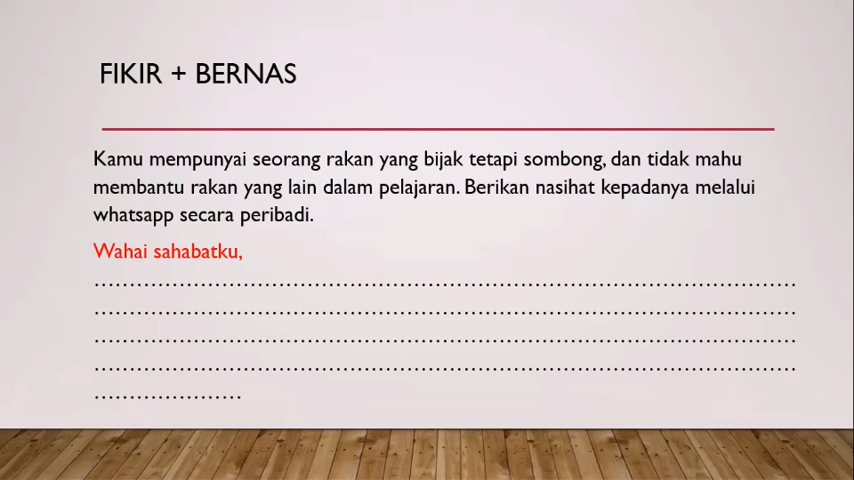 FIKIR + BERNAS
Kamu mempunyai seorang rakan yang bijak tetapi sombong, dan tidak mahu
membantu rakan yang lain dalam pelajaran. Berikan nasihat kepadanya melalui
whatsapp secara peribadi.
Wahai sahabatku,
……………………………………………………………………………………
……………………………………………………………………………………
……………………………………………………………………………………
……………………………………………………………………………………
…………………